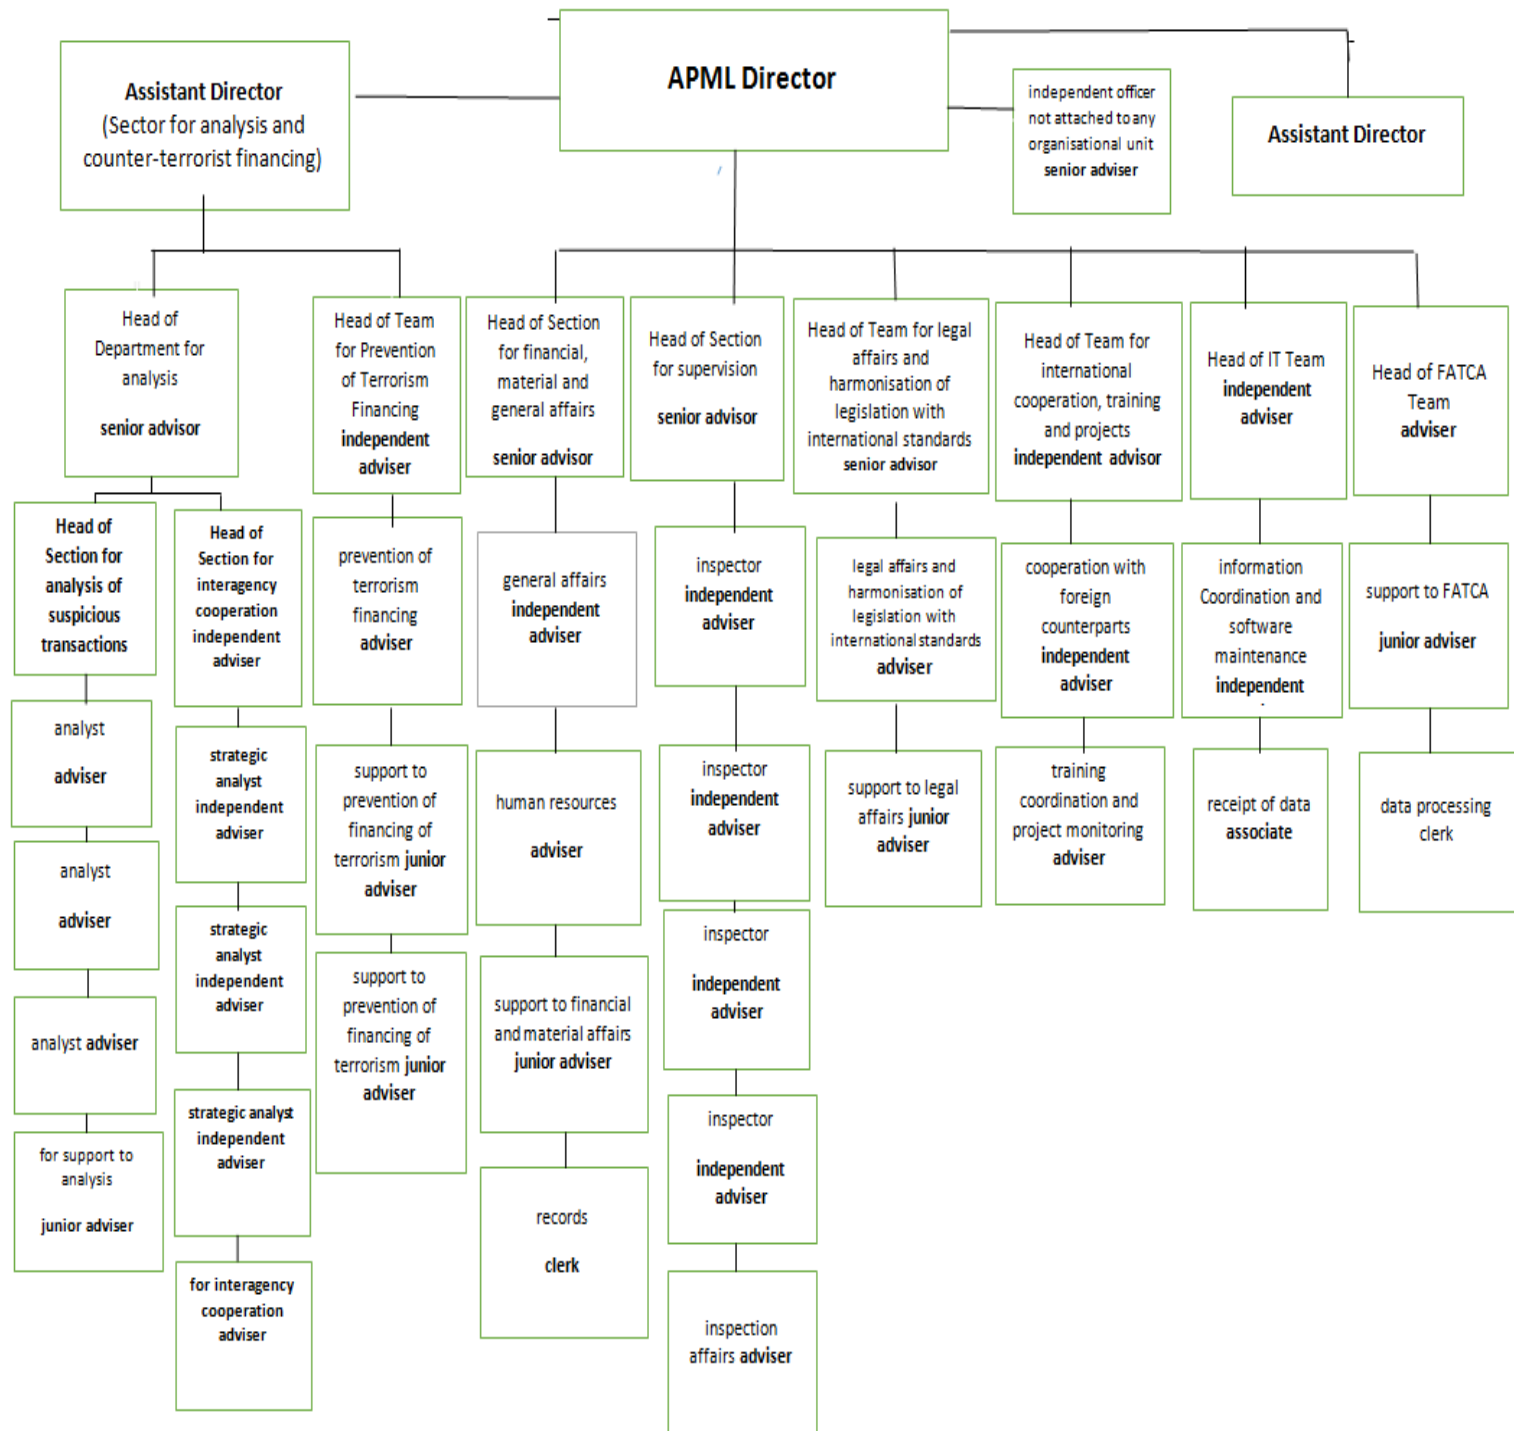 APML Director
Assistant Director
(Sector for analysis and
counter-terrorist financing)
independent officer
not attached to any
organisational unit
senior adviser
Assistant Director
Head of
Department for
analysis
senior advisor
Head of Team
for Prevention
of Terrorism
Financing
independent
adviser
Head of Section
for financial,
material and
general affairs
senior advisor
Head of Section
for supervision
senior advisor
Head of Team for legal
affairs and
harmonisation of
legislation with
international standards
senior advisor
Head of Team for
international
cooperation, training
and projects
independent advisor
Head of IT Team
independent
adviser
Head of FATCA
Team
adviser
Head of
Section for
analysis of
suspicious
transactions
Head of
Section for
interagency
cooperation
independent
adviser
prevention of
terrorism
financing
adviser
general affairs
independent
adviser
inspector
independent
adviser
legal affairs and
harmonisation of
legislation with
international standards
adviser
cooperation with
foreign
counterparts
independent
adviser
information
Coordination and
software
maintenance
independent
support to FATCA
junior adviser
analyst
adviser
strategic
analyst
independent
adviser
support to
prevention of
financing of
terrorism junior
adviser
human resources
adviser
inspector
independent
adviser
support to legal
affairs junior
adviser
training
coordination and
project monitoring
adviser
receipt of data
associate
data processing
clerk
analyst
adviser
strategic
analyst
independent
adviser
support to
prevention of
financing of
terrorism junior
adviser
support to financial
and material affairs
junior adviser
inspector
independent
adviser
analyst adviser
strategic analyst
independent
adviser
inspector
independent
adviser
for support to
analysis
junior adviser
records
clerk
for interagency
cooperation
adviser
inspection
affairs adviser